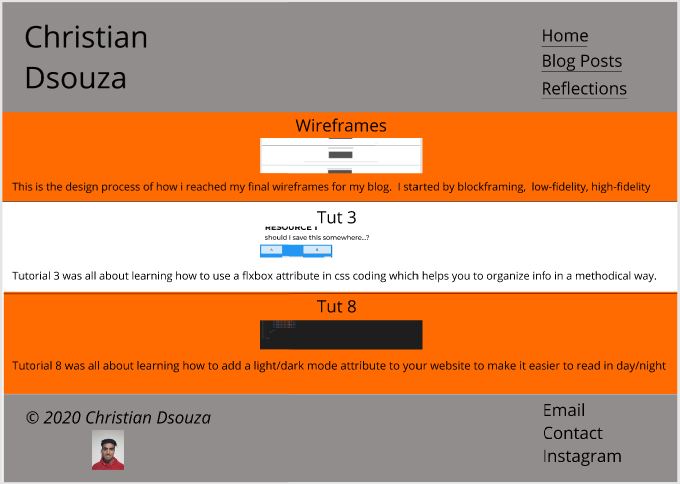 Christian
Dsouza
Home
Blog Posts
Reflections
Wireframes
This is the design process of how i reached my final wireframes for my blog. I started by blockframing, low-fidelity, high-fidelity
Tut 3
RESOURCE 1
should I save this somewhere...?
Tutorial 3 was all about learning how to use a flxbox attribute in css coding which helps you to organize info in a methodical way.
Tut 8
Tutorial 8 was all about learning how to add a light/dark mode attribute to your website to make it easier to read in day/night
© 2020 Christian Dsouza
Email
Contact
Instagram